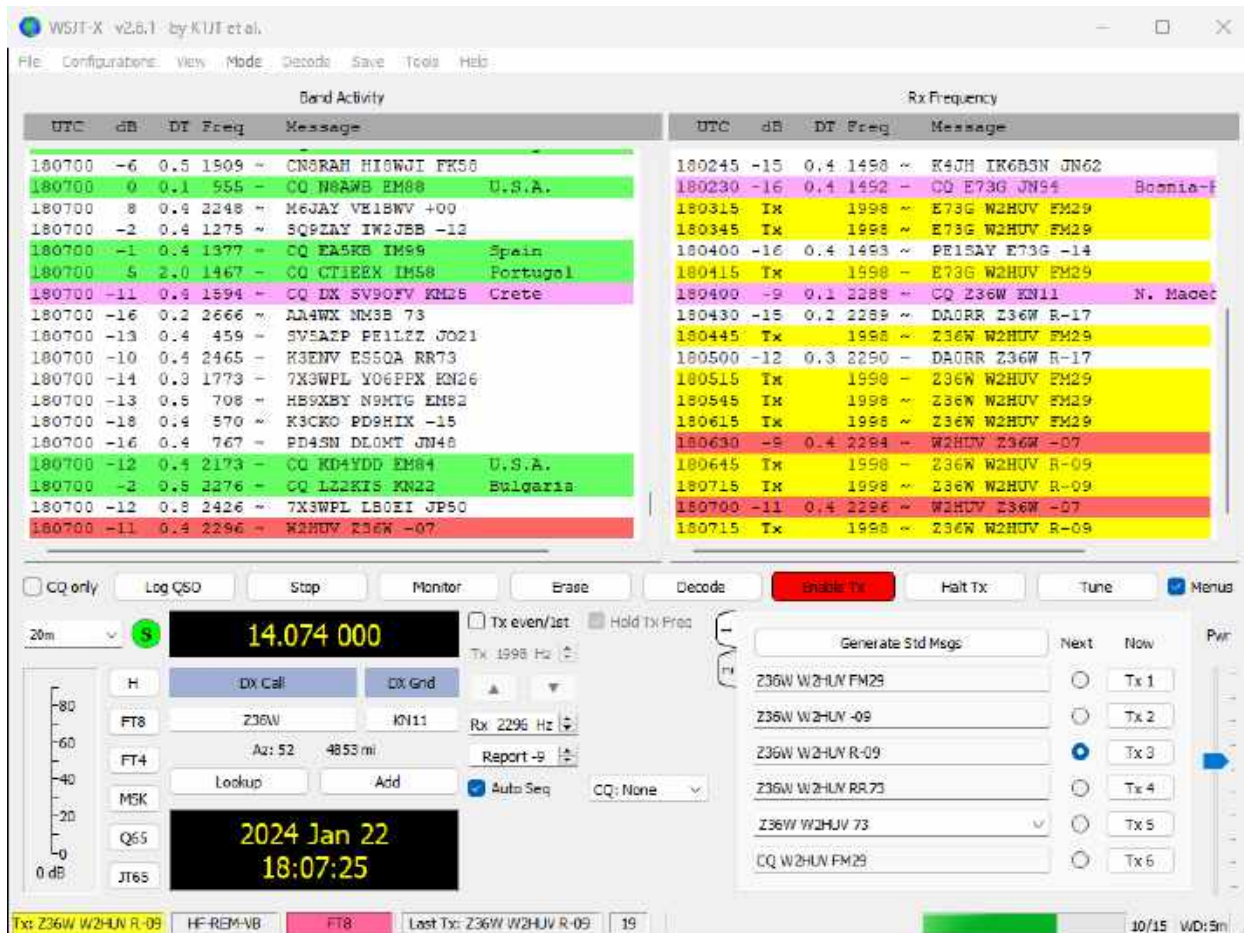 WSJT-X v2.6.1 by K1JT et al.
File Configurations View Mode Decode Save Tools Help
Band Activity
UTC dB DT Freq Message
180700 -6 0.5 1909 ~ CN8RAH HI8WJT FK58
180700 0 0.1 955 ~ CQ N8AWB EM88 U.S.A.
180700 8 0.4 2248 ~ M6JAY VE1BWV +00
180700 -2 0.4 1275 ~ SQ9ZAY IW2JBB -12
180700 -1 0.4 1377 ~ CQ EA5KB IM99 Spain
180700 5 2.0 1467 ~ CQ CT1EEX IM58 Portugal
180700 -11 0.4 1594 ~ CQ DX SV9OFV KM25 Crete
180700 -16 0.2 2666 ~ AA4WX NM3B 73
180700 -13 0.4 459 ~ SV5AZP PE1LZZ JO21
180700 -10 0.4 2465 ~ K3ENV ES5QA RR73
180700 -14 0.3 1773 ~ 7X3WPL YO6PPX KN26
180700 -13 0.5 708 ~ HB9XBY N9MTG EM82
180700 -18 0.4 570 ~ K3CKO PD9HIX -15
180700 -16 0.4 767 ~ PD4SN DL0MT JN48
180700 -12 0.4 2173 ~ CQ KD4YDD EM84 U.S.A.
180700 -2 0.5 2276 ~ CQ LZ2KTS KN22 Bulgaria
180700 -12 0.8 2426 ~ 7X3WPL LB0EI JP50
180700 -11 0.4 2296 ~ W2HUV Z36W -07
Rx Frequency
UTC dB DT Freq Message
180245 -15 0.4 1498 ~ K4JH IK6BSN JN62
180230 -16 0.4 1492 ~ CQ E73G JN94 Bosnia-H
180315 Tx 1998 ~ E73G W2HUV FM29
180345 Tx 1998 ~ E73G W2HUV FM29
180400 -16 0.4 1493 ~ PE1SAY E73G -14
180415 Tx 1998 ~ E73G W2HUV FM29
180400 -9 0.1 2288 ~ CQ Z36W KN11 N. Maced
180430 -15 0.2 2289 ~ DA0RR Z36W R-17
180445 Tx 1998 ~ Z36W W2HUV FM29
180500 -12 0.3 2290 ~ DA0RR Z36W R-17
180515 Tx 1998 ~ Z36W W2HUV FM29
180545 Tx 1998 ~ Z36W W2HUV FM29
180615 Tx 1998 ~ Z36W W2HUV FM29
180630 -9 0.4 2294 ~ W2HUV Z36W -07
180645 Tx 1998 ~ Z36W W2HUV R-09
180715 Tx 1998 ~ Z36W W2HUV R-09
180700 -11 0.4 2296 ~ W2HUV Z36W -07
180715 Tx 1998 ~ Z36W W2HUV R-09
CQ only Log QSO Stop Monitor Erase Decode Enable Tx Halt Tx Tune Menus
20m S 14.074 000 Tx even/1st Hold Tx Freq
Tx 1998 Hz
Generate Std Msgs Next Now Pwr
H DX Call DX Grid
Z36W W2HUV FM29 Tx 1
-80
FT8 Z36W KN11 Rx 2296 Hz
Z36W W2HUV -09 Tx 2
-60
FT4 Az: 52 4853 mi Report -9
Z36W W2HUV R-09 Tx 3
-40
Lookup Add Auto Seq CQ: None
Z36W W2HUV RR73 Tx 4
MSK
-20
Q65 2024 Jan 22
Z36W W2HUV 73 Tx 5
-0
0 dB JT65 18:07:25
CQ W2HUV FM29 Tx 6
Tx: Z36W W2HUV R-09 HF-REM-VB FT8 Last Tx: Z36W W2HUV R-09 19 10/15 WD:5m